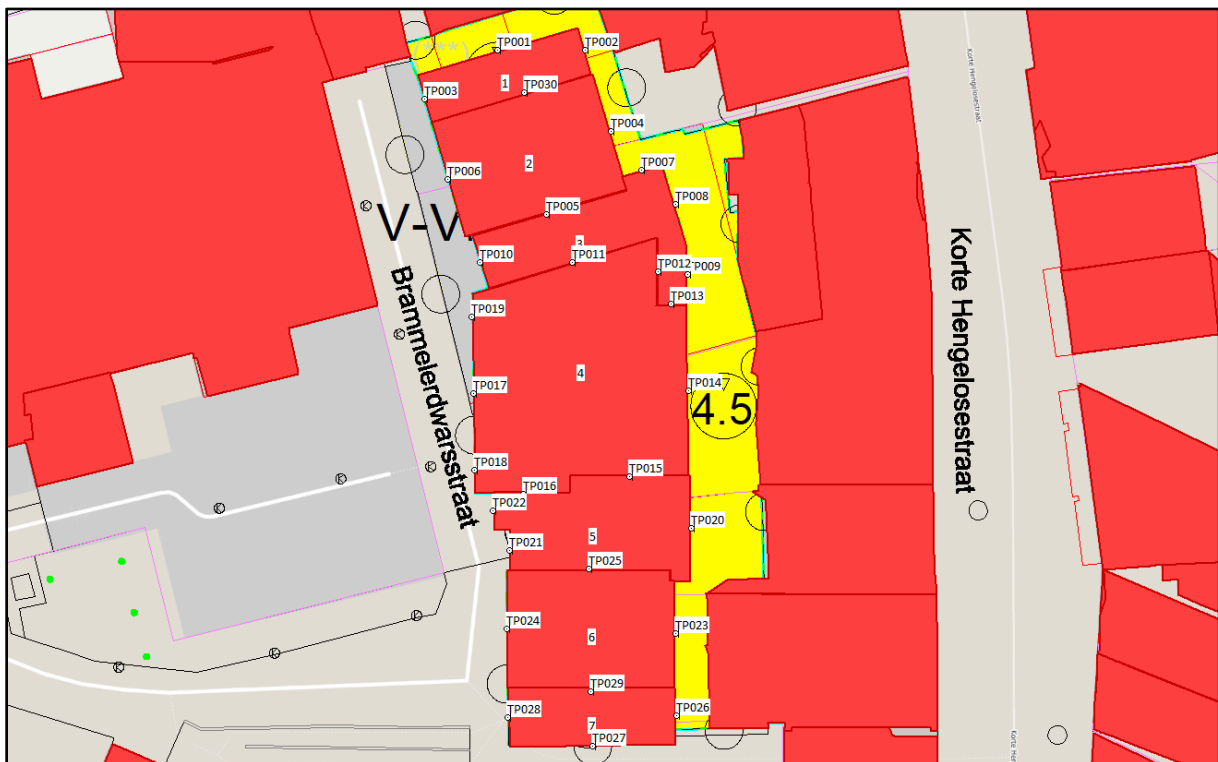 (***)
TP001
TP002
1
TP030
TP003
Korte Hengelosestraat
TP004
2
TP007
TP006
TP008
V-V
TP005
3
TP010
TP011
TP012
TP009
TP013
Brammelerdwarsstraat
Korte Hengelosestraat
TP019
4
TP017
TP014
4.5
TP018
TP015
TP016
TP022
TP020
5
TP021
TP025
TP024
6
TP023
TP029
TP028
7
TP026
TP027
K
K
K
K
K
K
K
K